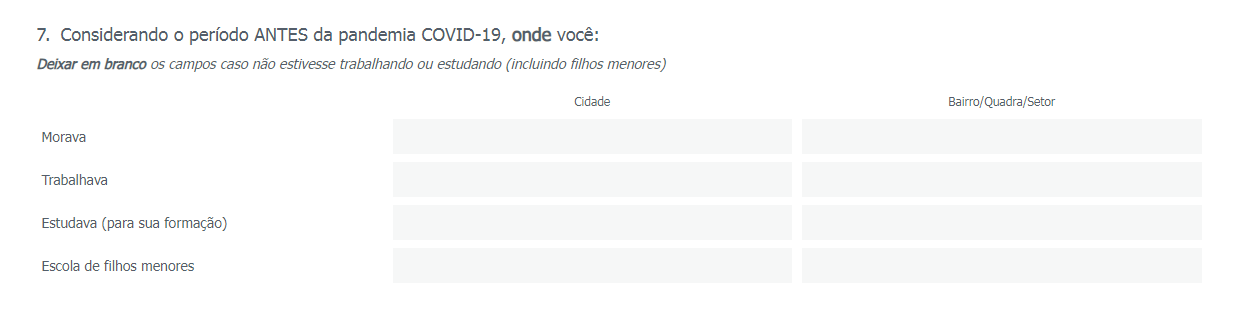 7. Considerando o período ANTES da pandemia COVID-19, onde você:
Deixar em branco os campos caso não estivesse trabalhando ou estudando (incluindo filhos menores)
Cidade Bairro/Quadra/Setor
Morava
Trabalhava
Estudava (para sua formação)
Escola de filhos menores